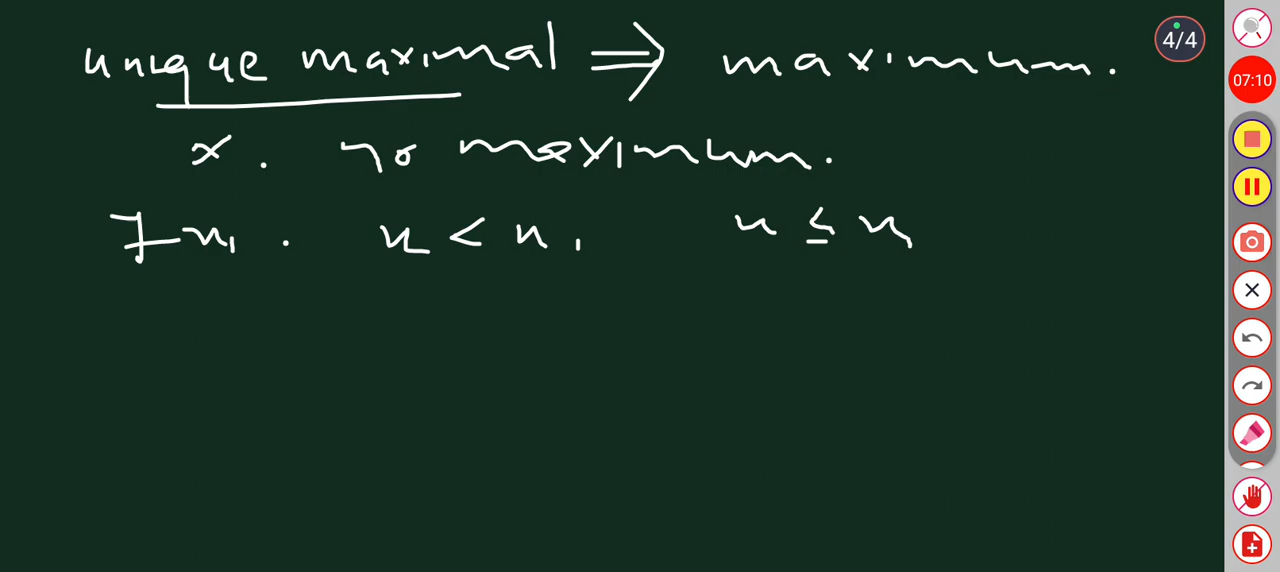 unique maximal ⇒ maximum.
4/4
07:10
x. no maximum.
∃ x₁. x < x₁ x ≤ x₁